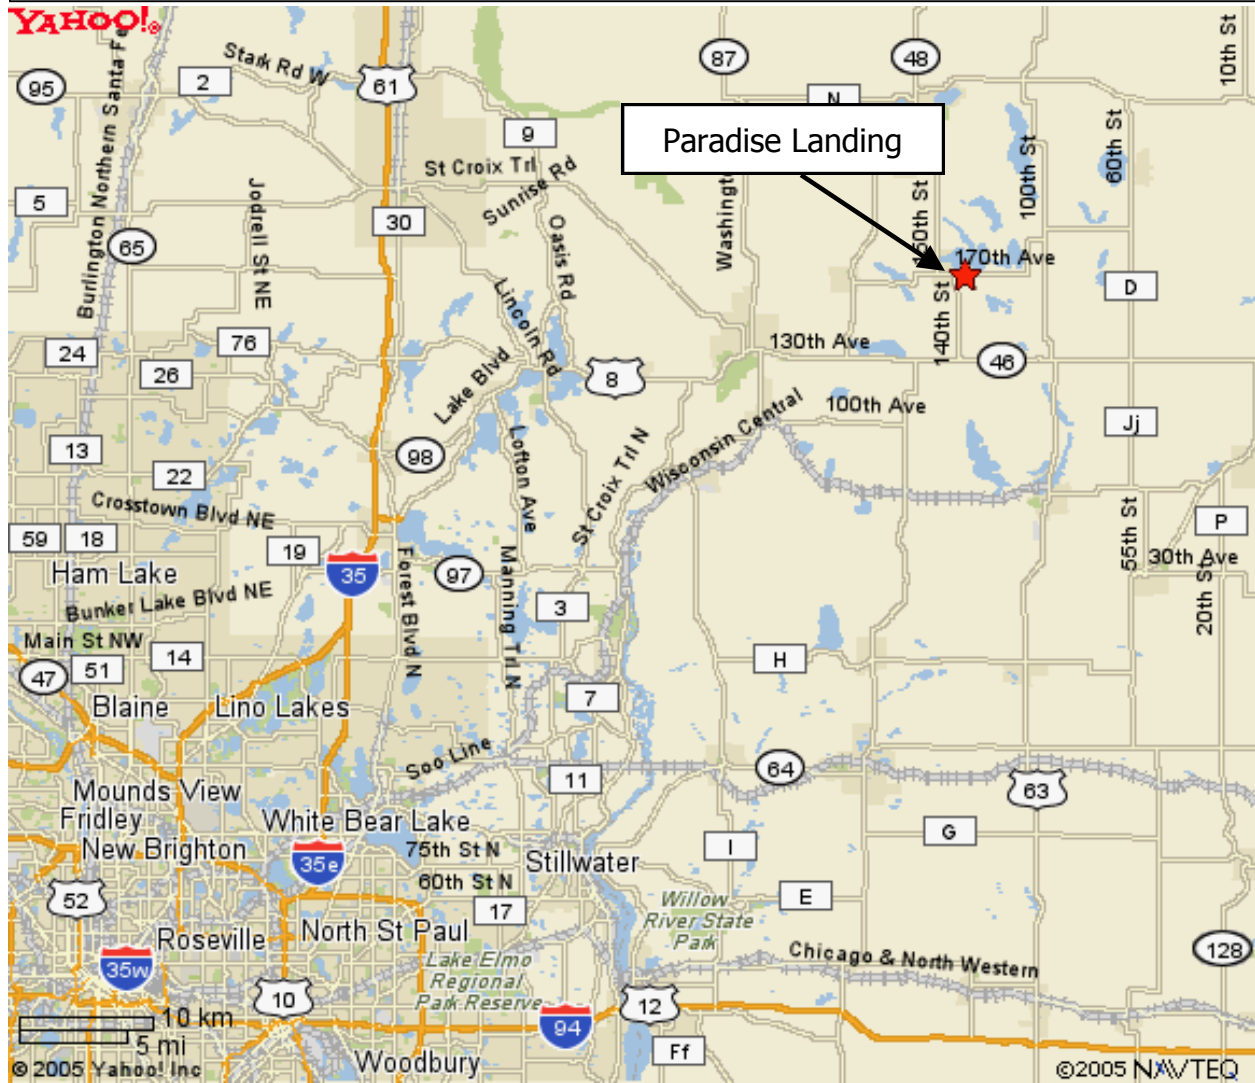 YAHOO!®
Stark Rd W
87
48
10th St
95
2
61
N
Burlington Northern Santa Fe
Paradise Landing
9
St Croix Trl
Sunrise Rd
100th St
60th St
5
Jodrell St NE
30
Oasis Rd
Washingt
150th St
65
170th Ave
D
Lincoln Rd
140th St
24
76
130th Ave
46
26
Lake Blvd
8
100th Ave
Jj
13
98
Lofton Ave
St Croix Trl N
Wisconsin Central
22
Crosstown Blvd NE
55th St
P
59
18
19
35
Forest Blvd N
97
Manning Trl N
30th Ave
20th St
Ham Lake
Bunker Lake Blvd NE
3
Main St NW
51
14
H
47
Blaine
Lino Lakes
7
Soo Line
64
11
63
Mounds View
Fridley
White Bear Lake
New Brighton
35e
75th St N
Stillwater
I
G
60th St N
52
17
Willow
River State
Park
E
Roseville
North St Paul
35w
Lake Elmo
Regional
Park Reserve
Chicago & North Western
128
10
12
94
10 km
5 mi
Ff
Woodbury
© 2005 Yahoo! Inc
©2005 NAVTEQ